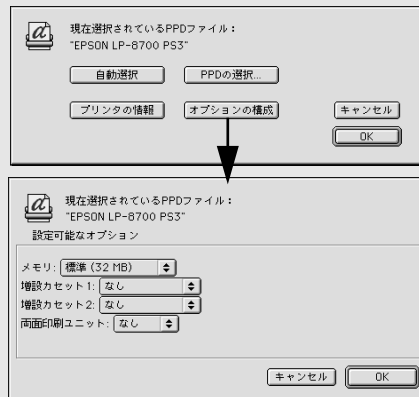 現在選択されているPPDファイル：
"EPSON LP-8700 PS3"
自動選択 PPDの選択...
プリンタの情報 オプションの構成 キャンセル
OK
現在選択されているPPDファイル：
"EPSON LP-8700 PS3"
設定可能なオプション
メモリ: 標準 (32 MB)
増設カセット1: なし
増設カセット2: なし
両面印刷ユニット: なし
キャンセル OK